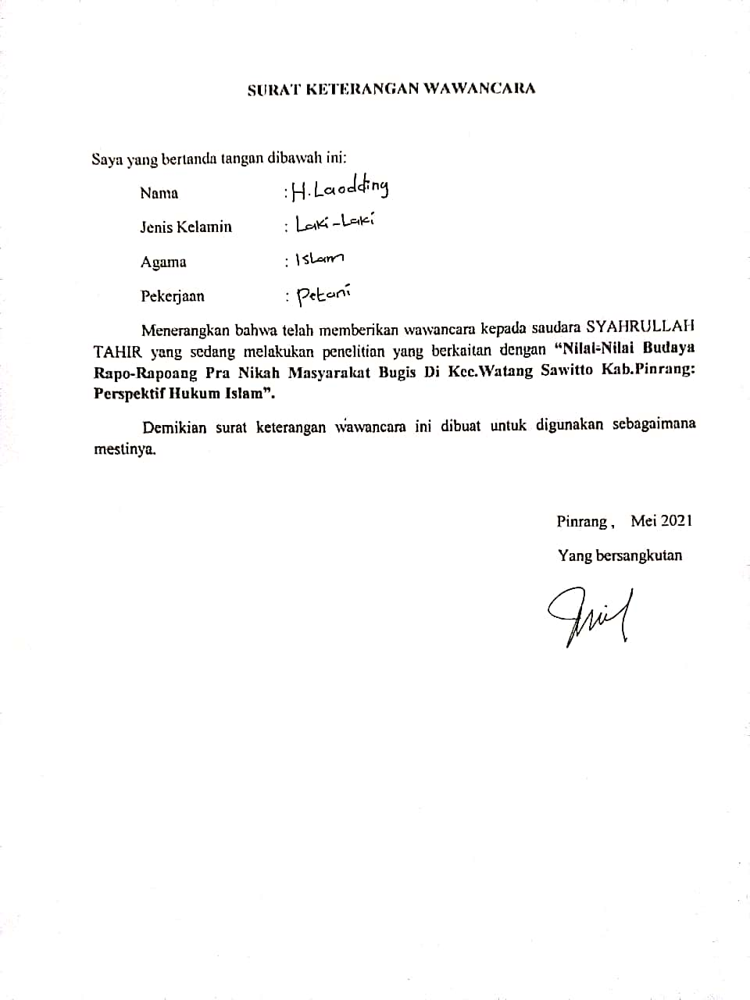 SURAT KETERANGAN WAWANCARA
Saya yang bertanda tangan dibawah ini:
Nama : H. Laodding
Jenis Kelamin : Laki-Laki
Agama : Islam
Pekerjaan : Petani
Menerangkan bahwa telah memberikan wawancara kepada saudara SYAHRULLAH
TAHIR yang sedang melakukan penelitian yang berkaitan dengan “Nilai-Nilai Budaya
Rapo-Rapoang Pra Nikah Masyarakat Bugis Di Kec.Watang Sawitto Kab.Pinrang:
Perspektif Hukum Islam”.
Demikian surat keterangan wawancara ini dibuat untuk digunakan sebagaimana
mestinya.
Pinrang , Mei 2021
Yang bersangkutan